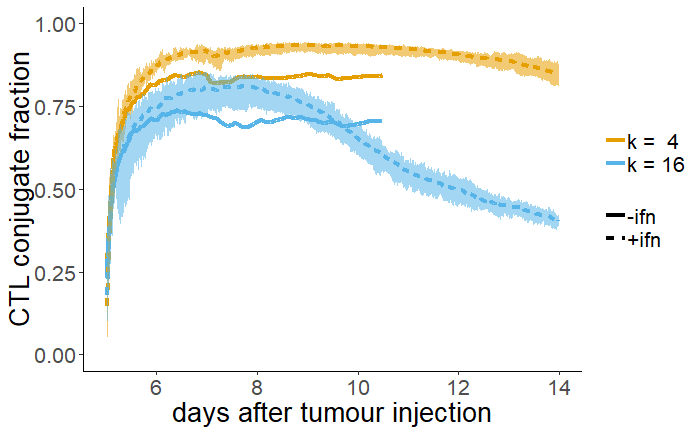 CTL conjugate fraction
1.00
0.75
0.50
0.25
0.00
6 8 10 12 14
days after tumour injection
k = 4
k = 16
-ifn
+ifn